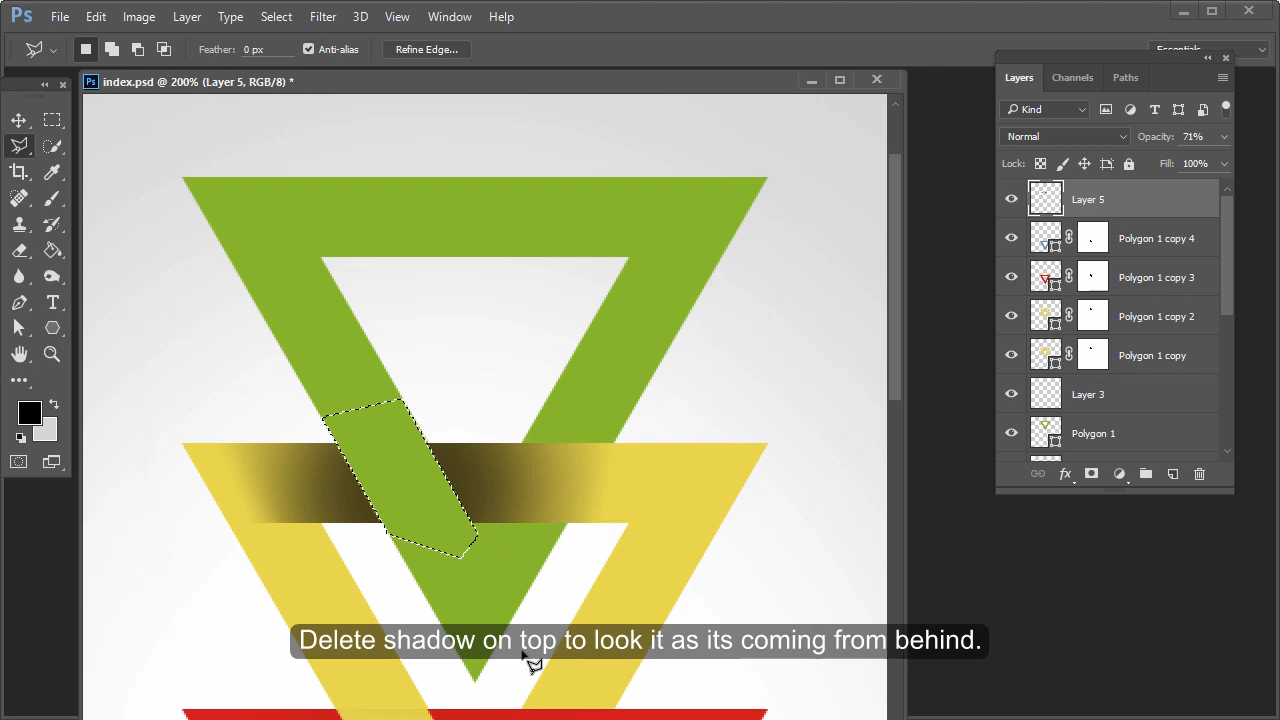 Ps File Edit Image Layer Type Select Filter 3D View Window Help
Feather: 0 px Anti-alias Refine Edge... Essentials
Ps index.psd @ 200% (Layer 5, RGB/8) *
Layers Channels Paths
Kind
Normal Opacity: 71%
Lock: Fill: 100%
Layer 5
Polygon 1 copy 4
Polygon 1 copy 3
Polygon 1 copy 2
Polygon 1 copy
Layer 3
Polygon 1
fx
Delete shadow on top to look it as its coming from behind.